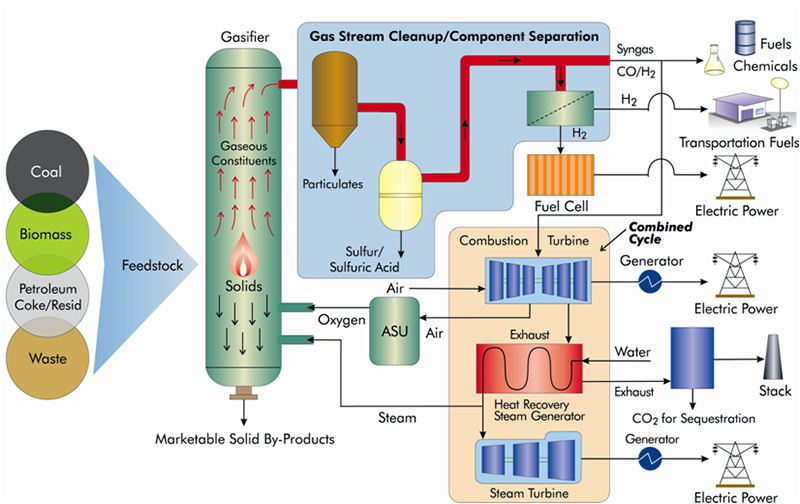 Gasifier
Gas Stream Cleanup/Component Separation
Syngas
CO/H2
Fuels
Chemicals
H2
Transportation Fuels
H2
Fuel Cell
Electric Power
Gaseous
Constituents
Particulates
Sulfur/
Sulfuric Acid
Coal
Biomass
Petroleum
Coke/Resid
Waste
Feedstock
Solids
Marketable Solid By-Products
Oxygen
ASU
Air
Air
Steam
Combined
Cycle
Combustion Turbine
Generator
Electric Power
Exhaust
Water
Exhaust
Heat Recovery
Steam Generator
CO2 for Sequestration
Stack
Steam Turbine
Generator
Electric Power